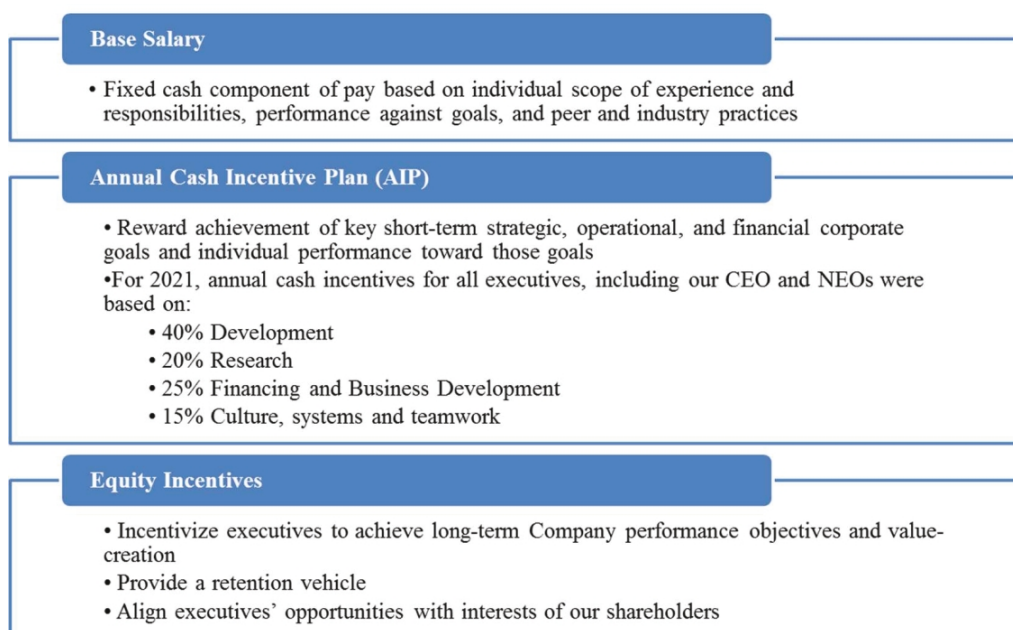 Base Salary
• Fixed cash component of pay based on individual scope of experience and
responsibilities, performance against goals, and peer and industry practices
Annual Cash Incentive Plan (AIP)
• Reward achievement of key short-term strategic, operational, and financial corporate
goals and individual performance toward those goals
•For 2021, annual cash incentives for all executives, including our CEO and NEOs were
based on:
• 40% Development
• 20% Research
• 25% Financing and Business Development
• 15% Culture, systems and teamwork
Equity Incentives
• Incentivize executives to achieve long-term Company performance objectives and value-
creation
• Provide a retention vehicle
• Align executives’ opportunities with interests of our shareholders